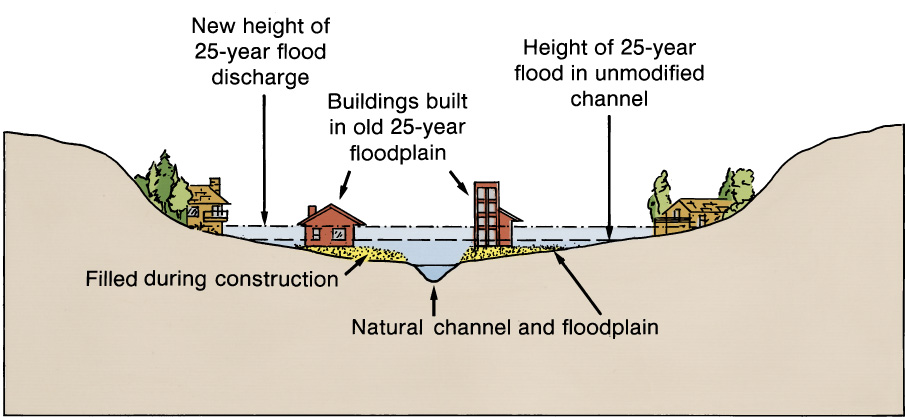 New height of
25-year flood
discharge
Height of 25-year
flood in unmodified
channel
Buildings built
in old 25-year
floodplain
Filled during construction
Natural channel and floodplain